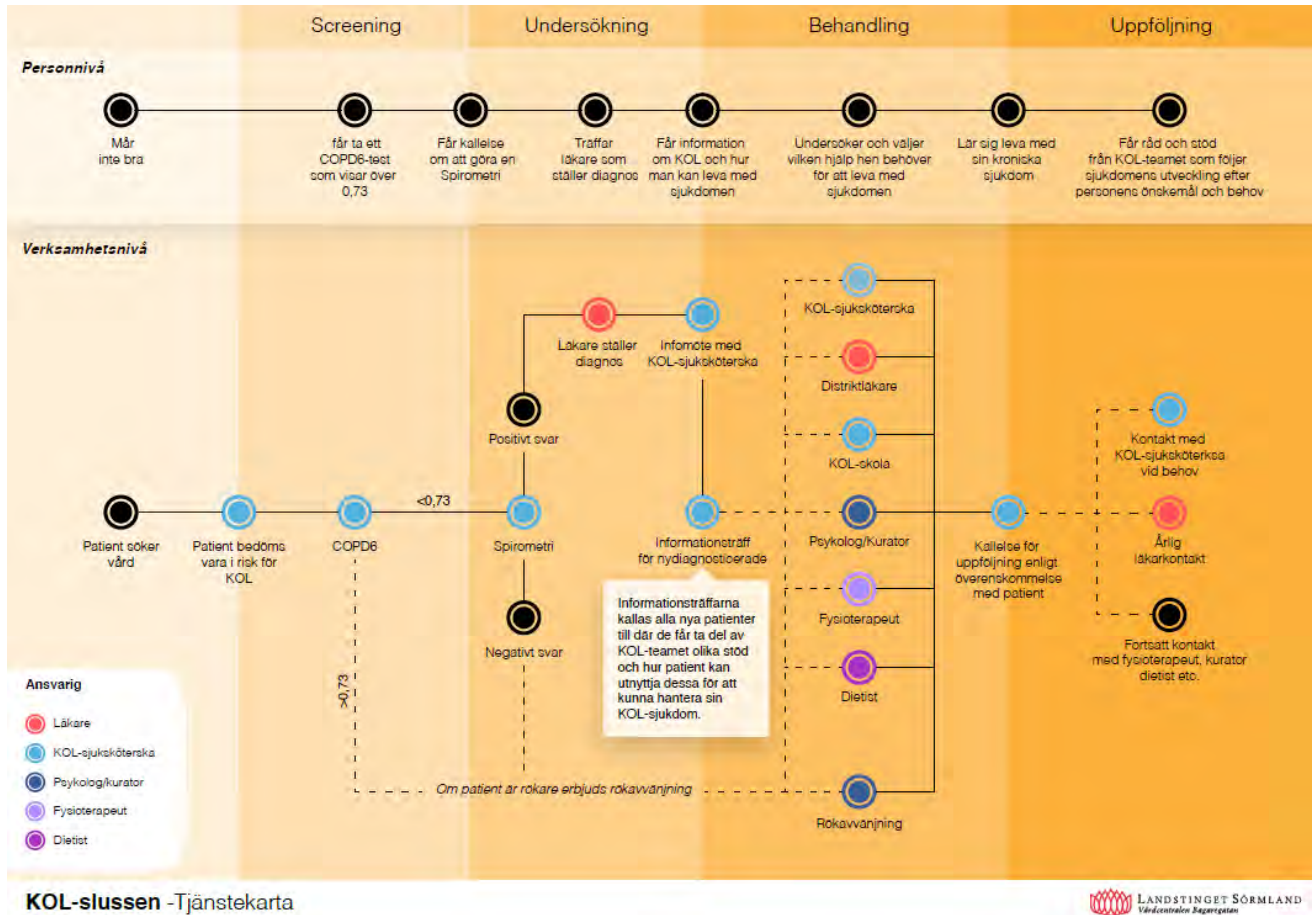 Screening
Undersökning
Behandling
Uppföljning
Personnivå
Mår
inte bra
får ta ett
COPD6-test
som visar över
0,73
Får kallelse
om att göra en
Spirometri
Träffar
läkare som
ställer diagnos
Får information
om KOL och hur
man kan leva med
sjukdomen
Undersöker och väljer
vilken hjälp hen behöver
för att leva med
sjukdomen
Lär sig leva med
sin kroniska
sjukdom
Får råd och stöd
från KOL-teamet som följer
sjukdomens utveckling efter
personens önskemål och behov
Verksamhetsnivå
Patient söker
vård
Patient bedöms
vara i risk för
KOL
COPD6
<0,73
>0,73
Spirometri
Positivt svar
Negativt svar
Läkare ställer
diagnos
Infomöte med
KOL-sjuksköterska
Informationsträff
för nydiagnosticerade
Informationsträffarna
kallas alla nya patienter
till där de får ta del av
KOL-teamet olika stöd
och hur patient kan
utnyttja dessa för att
kunna hantera sin
KOL-sjukdom.
Om patient är rökare erbjuds rökavvänjning
KOL-sjuksköterska
Distriktläkare
KOL-skola
Psykolog/Kurator
Fysioterapeut
Dietist
Rökavvänjning
Kallelse för
uppföljning enligt
överenskommelse
med patient
Kontakt med
KOL-sjuksköterksa
vid behov
Årlig
läkarkontakt
Fortsatt kontakt
med fysioterapeut, kurator
dietist etc.
Ansvarig
Läkare
KOL-sjuksköterska
Psykolog/kurator
Fysioterapeut
Dietist
KOL-slussen -Tjänstekarta
LANDSTINGET SÖRMLAND
Vårdcentralen Bagaregatan